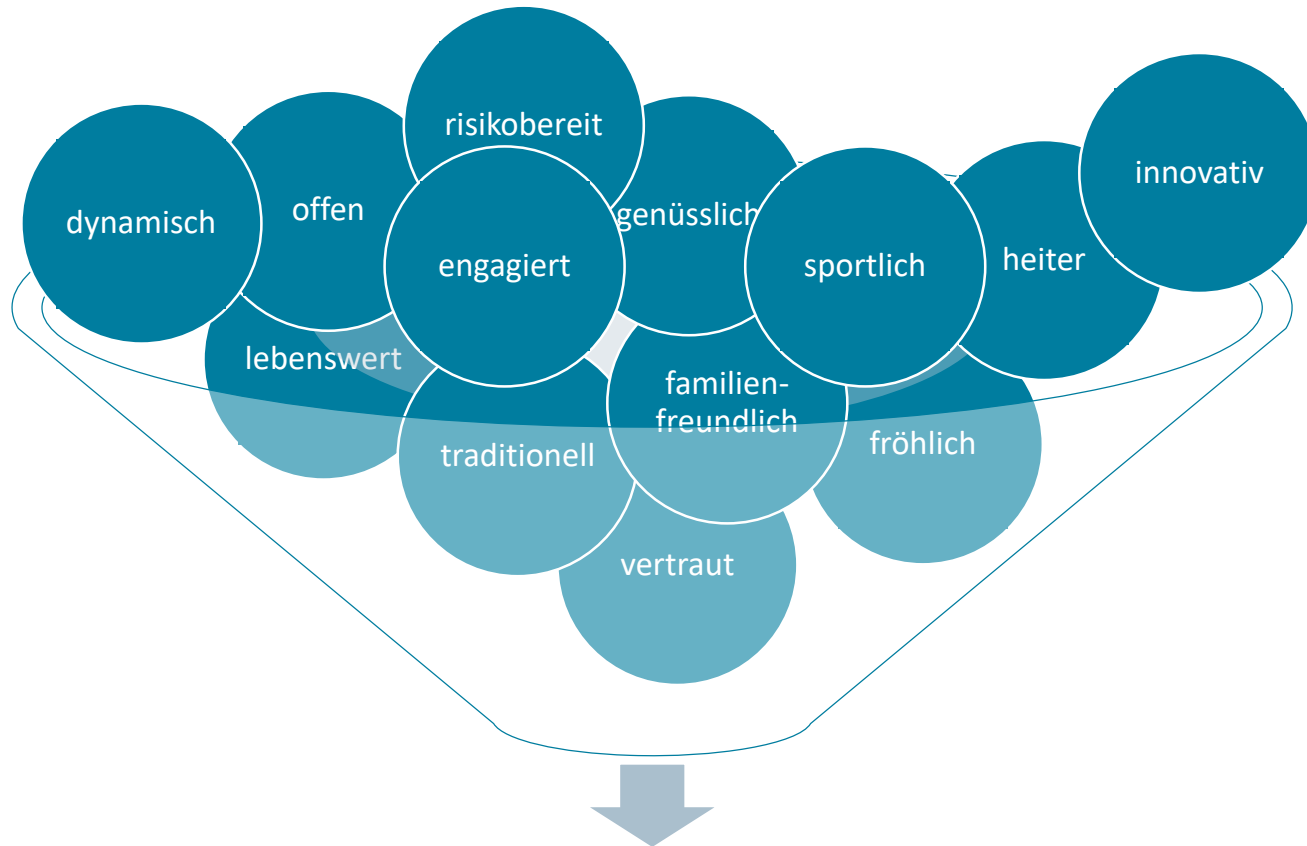 risikobereit
innovativ
dynamisch
offen
genüsslich
engagiert
sportlich
heiter
lebenswert
familien-
freundlich
traditionell
fröhlich
vertraut